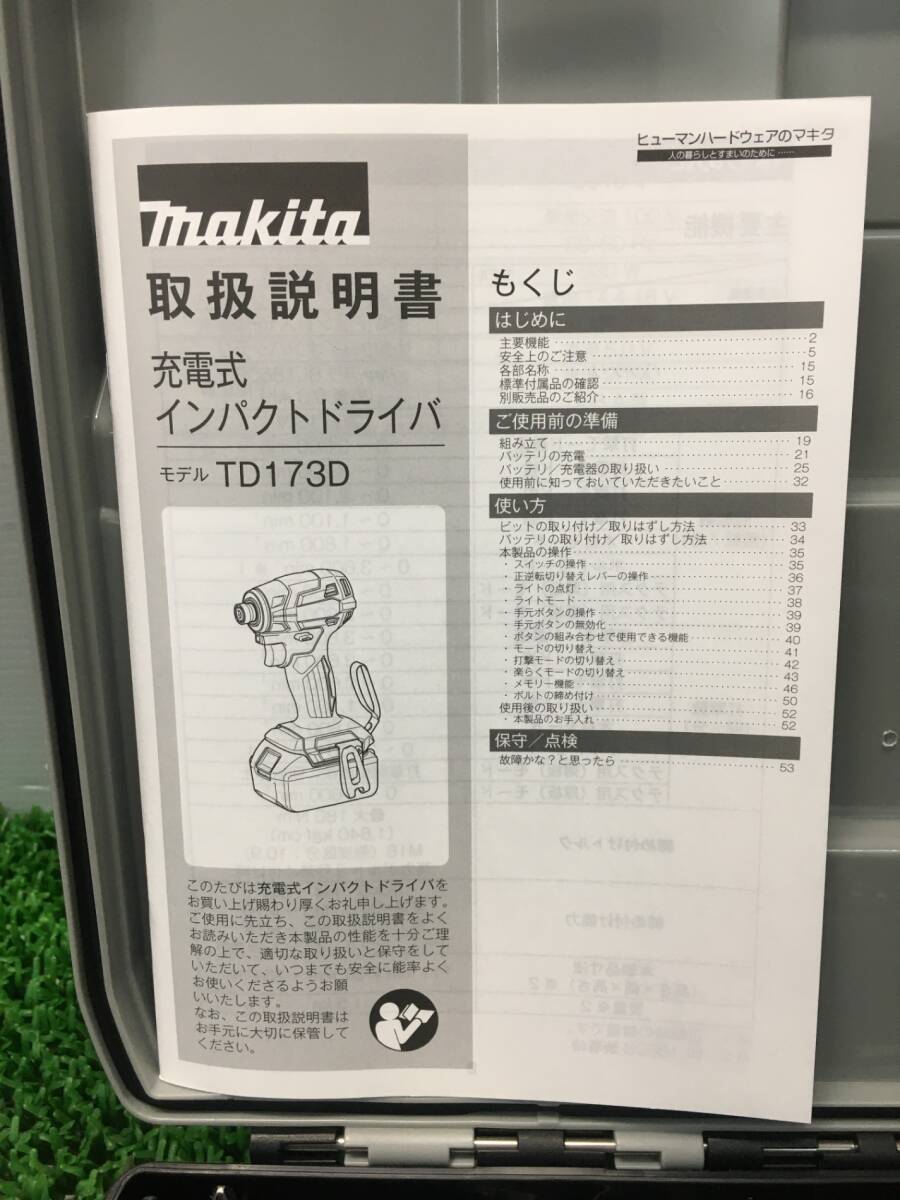 makita
取扱説明書
充電式
インパクトドライバ
モデル TD173D
このたびは充電式インパクトドライバを
お買い上げ賜わり厚くお礼申し上げます。
ご使用に先立ち、この取扱説明書をよく
お読みいただき本製品の性能を十分ご理
解の上で、適切な取り扱いと保守をして
いただいて、いつまでも安全に能率よく
お使いくださるようお願
いいたします。
なお、この取扱説明書は
お手元に大切に保管して
ください。
ヒューマンハードウェアのマキタ
人の暮らしとすまいのために……
もくじ
はじめに
主要機能 2
安全上のご注意 5
各部名称 15
標準付属品の確認 15
別販売品のご紹介 16
ご使用前の準備
組み立て 19
バッテリの充電 21
バッテリ／充電器の取り扱い 25
使用前に知っておいていただきたいこと 32
使い方
ビットの取り付け／取りはずし方法 33
バッテリの取り付け／取りはずし方法 34
本製品の操作 35
・スイッチの操作 35
・正逆転切り替えレバーの操作 36
・ライトの点灯 37
・ライトモード 38
・手元ボタンの操作 39
・手元ボタンの無効化 39
・ボタンの組み合わせで使用できる機能 40
・モードの切り替え 41
・打撃モードの切り替え 42
・楽らくモードの切り替え 43
・メモリー機能 46
・ボルトの締め付け 50
使用後の取り扱い 52
・本製品のお手入れ 52
保守／点検
故障かな？と思ったら 53